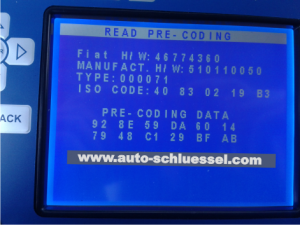 READ PRE-CODING
Fiat H/W:46774360
MANUFACT. H/W:510110050
TYPE:000071
ISO CODE:40 83 02 19 B3
PRE-CODING DATA
92 8E 59 DA 60 14
79 48 C1 29 BF AB
www.auto-schluessel.com
ACK